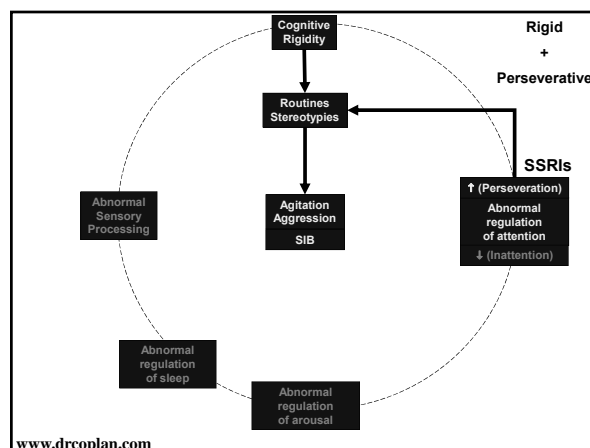 Cognitive
Rigidity
Rigid
+
Perseverative
Routines
Stereotypies
SSRIs
↑ (Perseveration)
Abnormal
regulation
of attention
↓ (Inattention)
Abnormal
Sensory
Processing
Agitation
Aggression
SIB
Abnormal
regulation
of sleep
Abnormal
regulation
of arousal
www.drcoplan.com